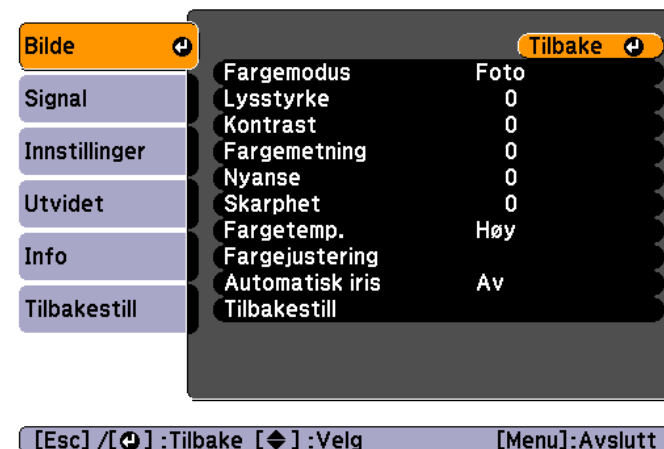 Bilde
Signal
Innstillinger
Utvidet
Info
Tilbakestill
Tilbake
Fargemodus Foto
Lysstyrke 0
Kontrast 0
Fargemetning 0
Nyanse 0
Skarphet 0
Fargetemp. Høy
Fargejustering
Automatisk iris Av
Tilbakestill
[Esc] /[⏎] :Tilbake [◆] :Velg [Menu]:Avslutt